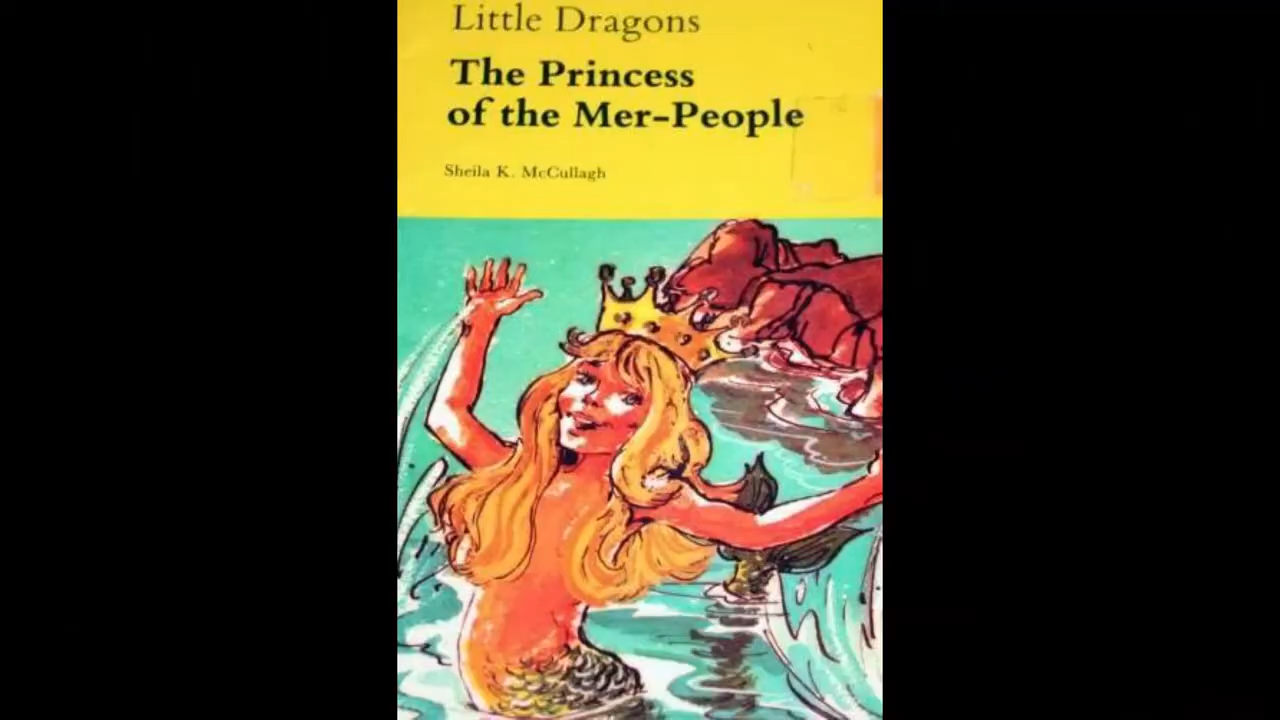 Little Dragons
The Princess
of the Mer-People
Sheila K. McCullagh